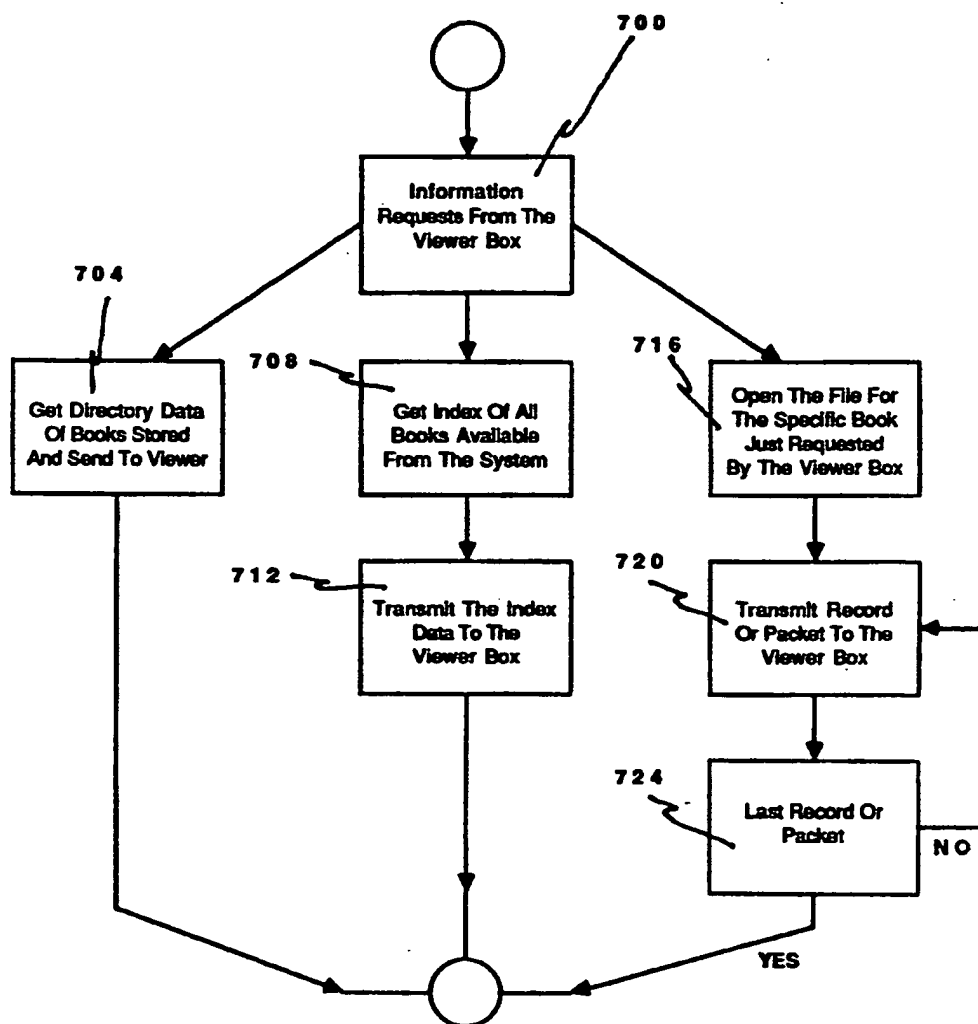 700
Information
Requests From The
Viewer Box
704
Get Directory Data
Of Books Stored
And Send To Viewer
708
Get Index Of All
Books Available
From The System
716
Open The File For
The Specific Book
Just Requested
By The Viewer Box
712
Transmit The Index
Data To The
Viewer Box
720
Transmit Record
Or Packet To The
Viewer Box
724
Last Record Or
Packet
NO
YES